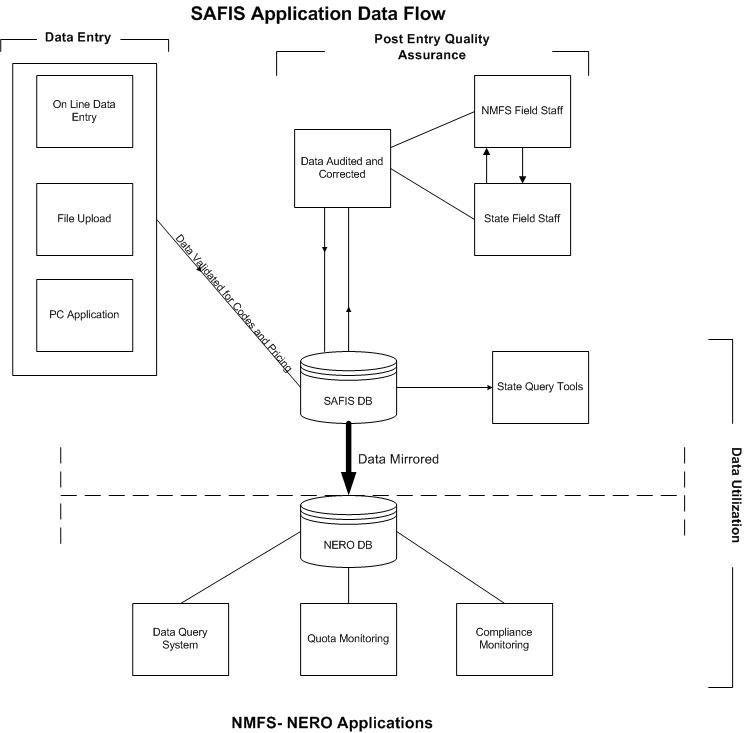 SAFIS Application Data Flow
Data Entry
Post Entry Quality
Assurance
On Line Data
Entry
File Upload
PC Application
Data Validated for Codes and Pricing
Data Audited and
Corrected
NMFS Field Staff
State Field Staff
SAFIS DB
State Query Tools
Data Mirrored
Data Utilization
NERO DB
Data Query
System
Quota Monitoring
Compliance
Monitoring
NMFS- NERO Applications